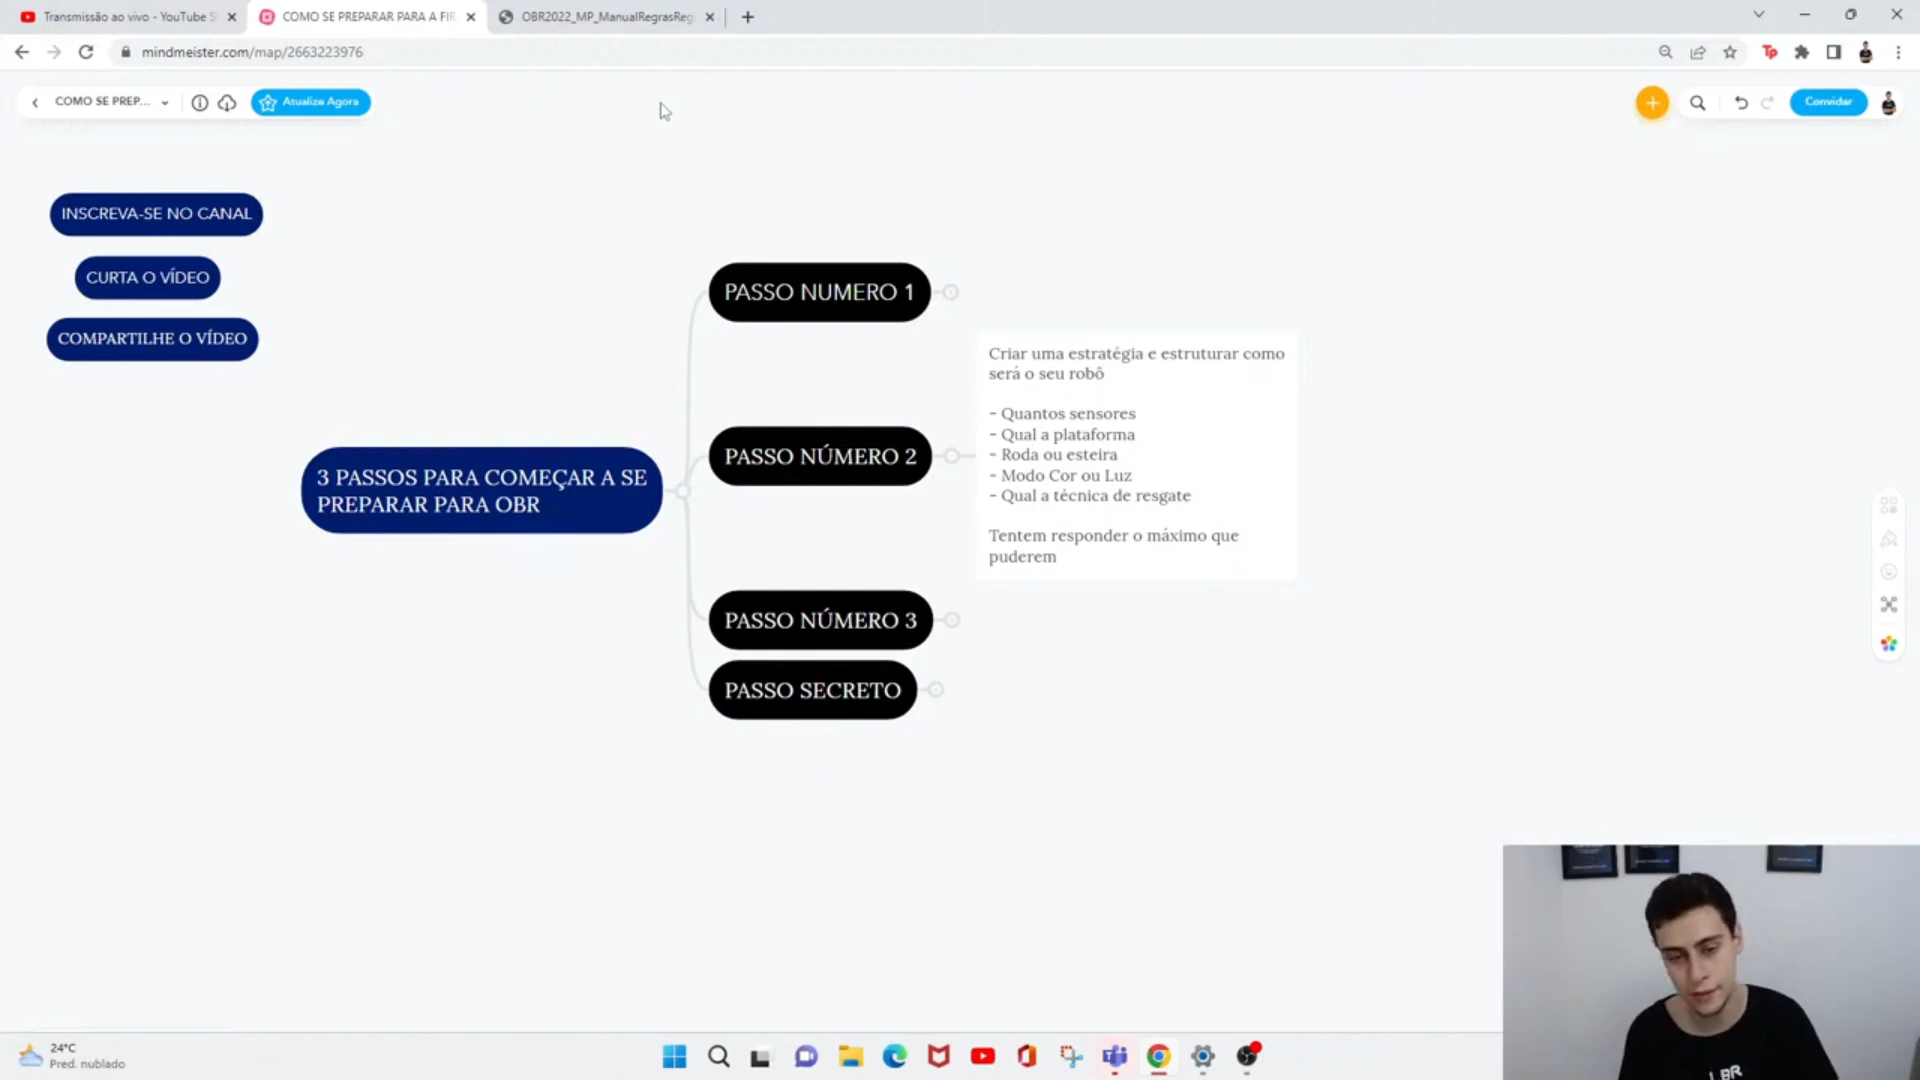 Transmissão ao vivo - YouTube S
COMO SE PREPARAR PARA A FIR
OBR2022_MP_ManualRegrasReg
mindmeister.com/map/2663223976
Tp
COMO SE PREP...
Atualize Agora
Convidar
INSCREVA-SE NO CANAL
CURTA O VÍDEO
COMPARTILHE O VÍDEO
3 PASSOS PARA COMEÇAR A SE
PREPARAR PARA OBR
PASSO NUMERO 1
PASSO NÚMERO 2
Criar uma estratégia e estruturar como
será o seu robô
- Quantos sensores
- Qual a plataforma
- Roda ou esteira
- Modo Cor ou Luz
- Qual a técnica de resgate
Tentem responder o máximo que
puderem
PASSO NÚMERO 3
PASSO SECRETO
24°C
Pred. nublado